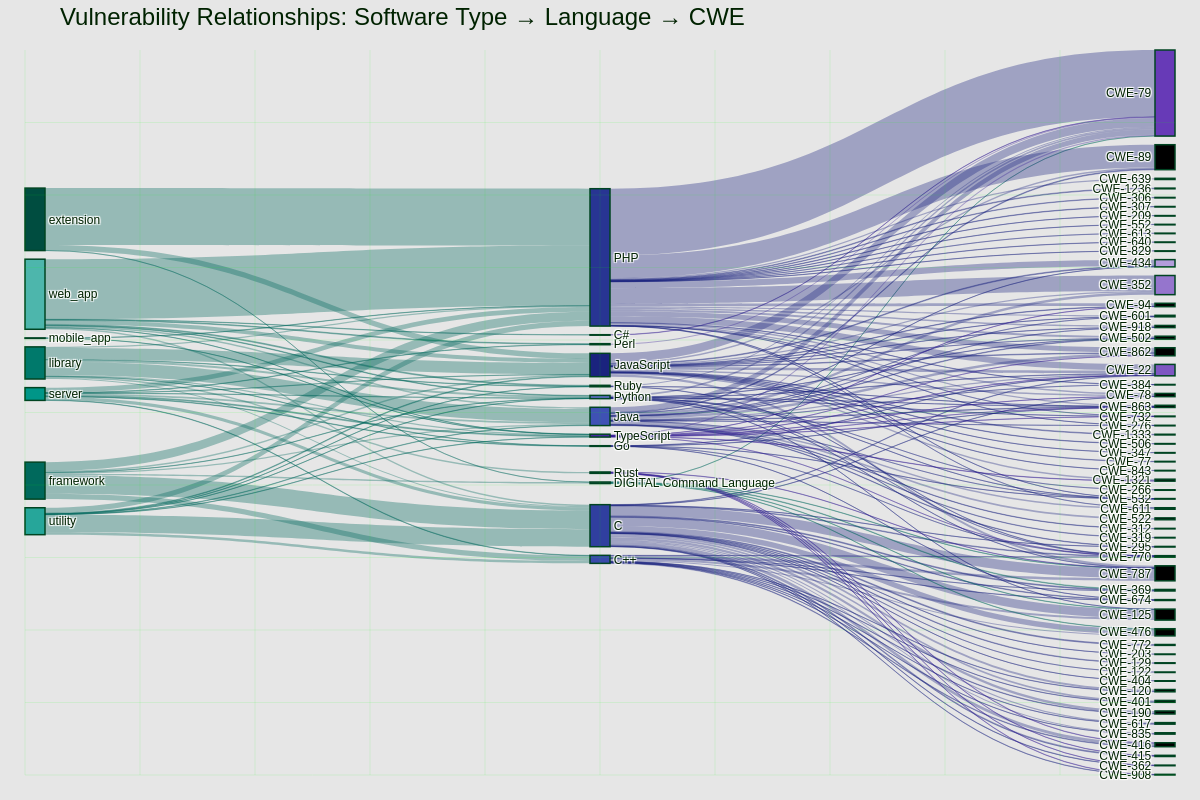 Vulnerability Relationships: Software Type → Language → CWE
extension
web_app
mobile_app
library
server
framework
utility
PHP
C#
Perl
JavaScript
Ruby
Python
Java
TypeScript
Go
Rust
DIGITAL Command Language
C
C++
CWE-79
CWE-89
CWE-639
CWE-1236
CWE-306
CWE-307
CWE-209
CWE-552
CWE-613
CWE-640
CWE-829
CWE-434
CWE-352
CWE-94
CWE-601
CWE-918
CWE-502
CWE-862
CWE-22
CWE-384
CWE-78
CWE-863
CWE-732
CWE-276
CWE-1333
CWE-506
CWE-347
CWE-77
CWE-843
CWE-1321
CWE-266
CWE-532
CWE-611
CWE-522
CWE-312
CWE-319
CWE-295
CWE-770
CWE-787
CWE-369
CWE-674
CWE-125
CWE-476
CWE-772
CWE-203
CWE-129
CWE-122
CWE-404
CWE-120
CWE-401
CWE-190
CWE-617
CWE-835
CWE-416
CWE-415
CWE-362
CWE-908